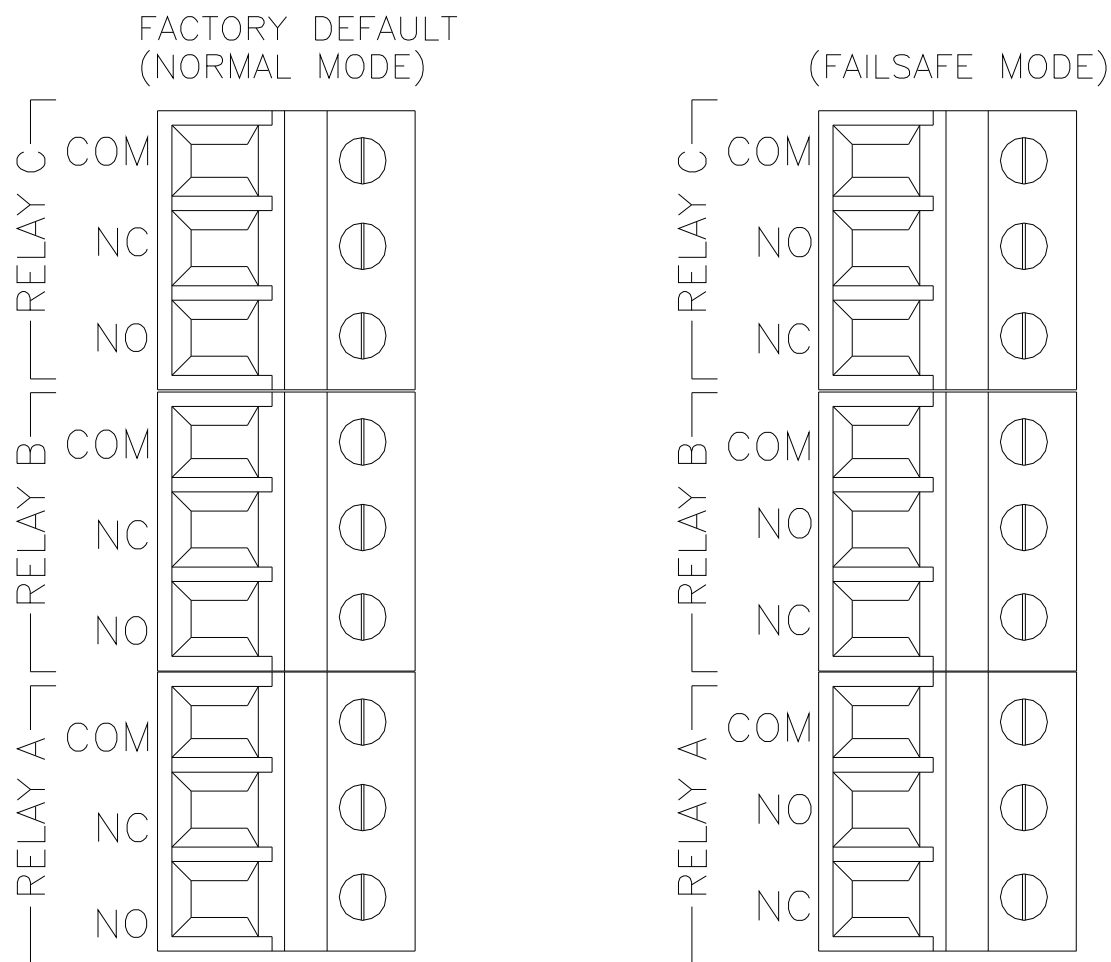 FACTORY DEFAULT
(NORMAL MODE)
RELAY C
COM
NC
NO
RELAY B
COM
NC
NO
RELAY A
COM
NC
NO
(FAILSAFE MODE)
RELAY C
COM
NO
NC
RELAY B
COM
NO
NC
RELAY A
COM
NO
NC